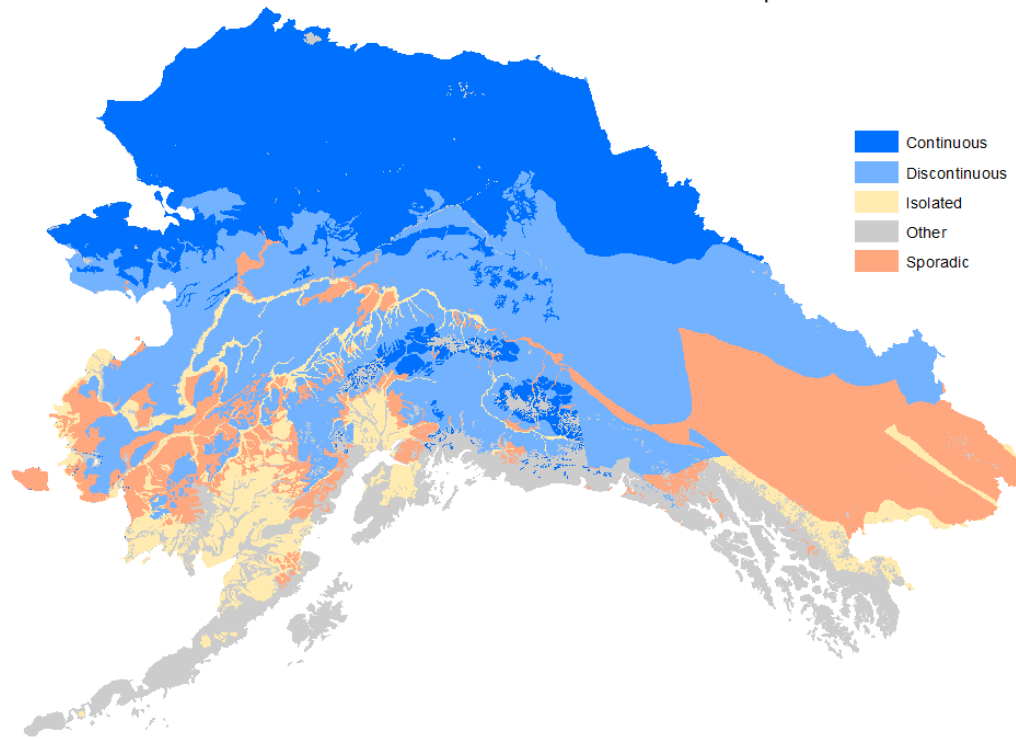 Continuous
Discontinuous
Isolated
Other
Sporadic